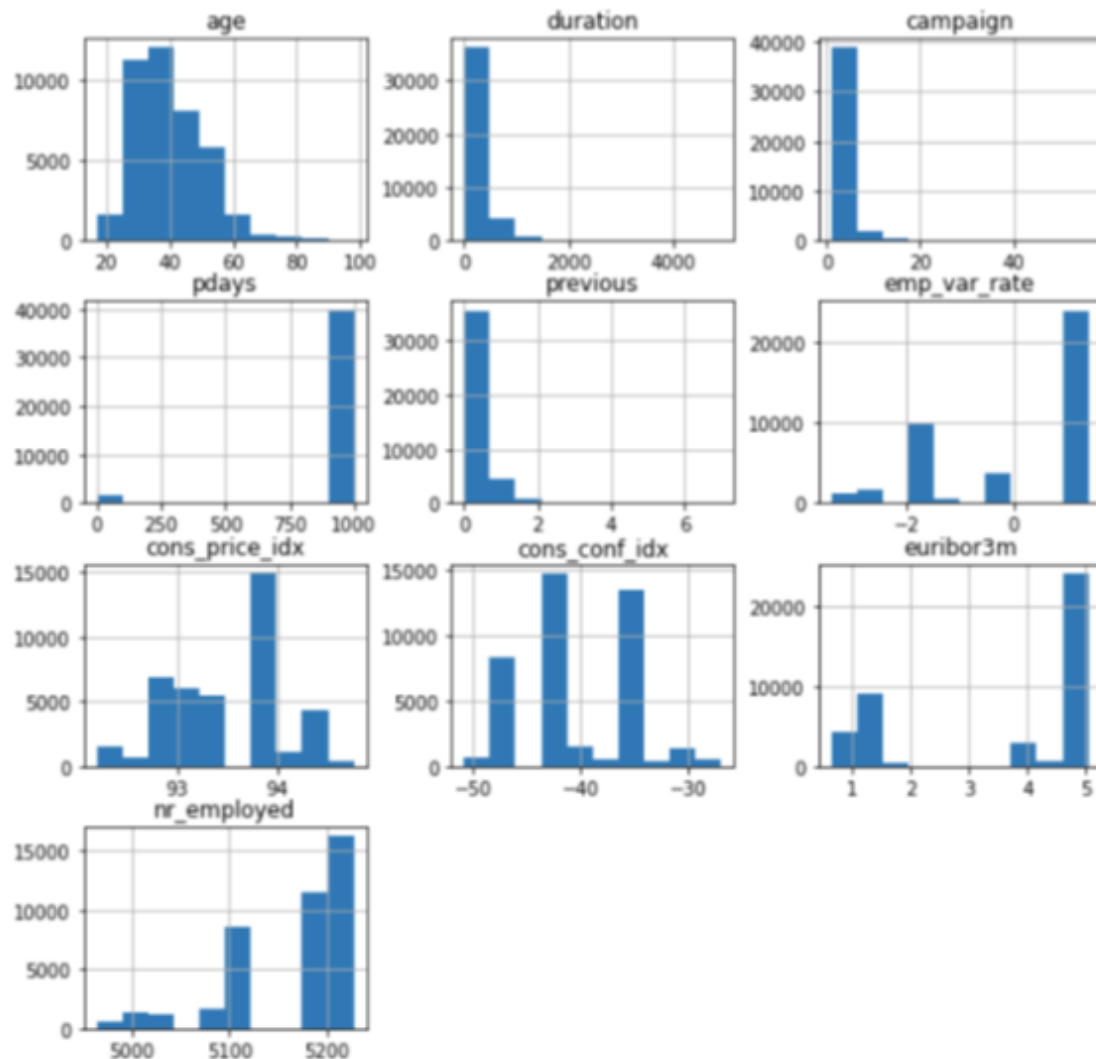 age duration campaign
10000 30000 40000
5000 20000 30000
0 10000 20000
0 10000
0
20 40 60 80 100 0 2000 4000 0 20 40
pdays previous emp_var_rate
40000 30000 20000
30000 20000 10000
20000 10000 0
10000 0
0
0 250 500 750 1000 0 2 4 6 −2 0
cons_price_idx cons_conf_idx euribor3m
15000 15000 20000
10000 10000 10000
5000 5000 0
0 0
93 94 −50 −40 −30 1 2 3 4 5
nr_employed
15000
10000
5000
0
5000 5100 5200